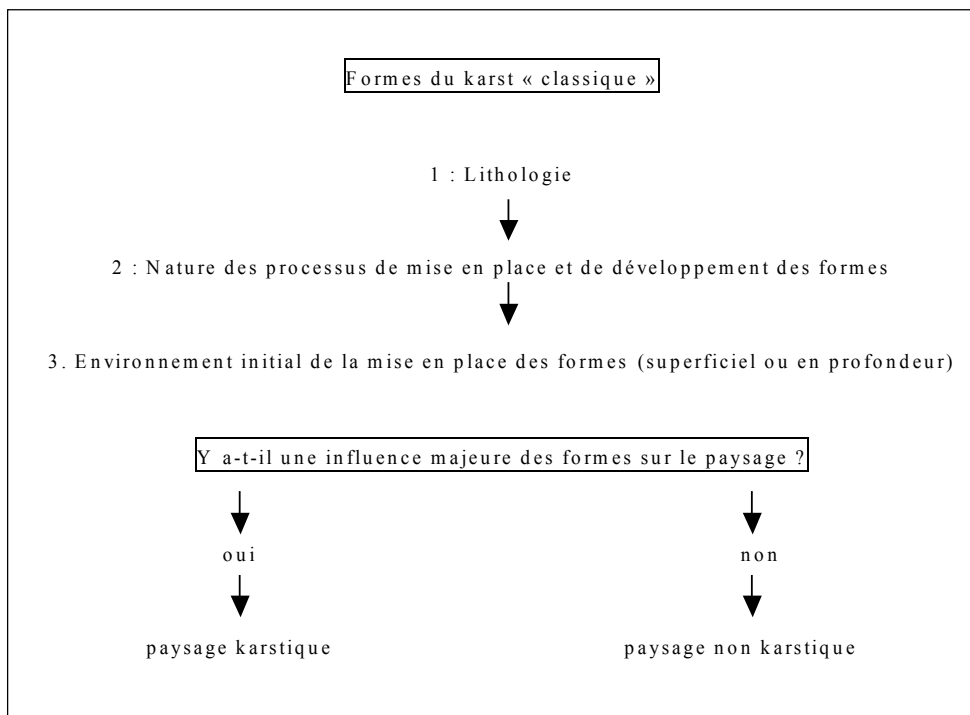 Formes du karst « classique »
1 : Lithologie
2 : Nature des processus de mise en place et de développement des formes
3. Environnement initial de la mise en place des formes (superficiel ou en profondeur)
Y a-t-il une influence majeure des formes sur le paysage ?
oui
non
paysage karstique
paysage non karstique